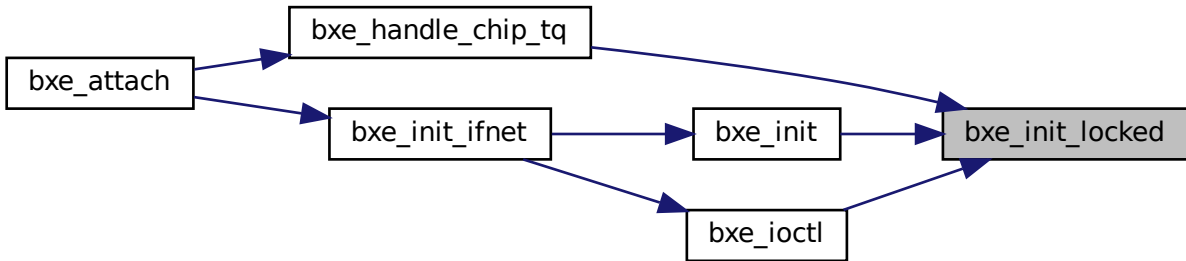 bxe_handle_chip_tq
bxe_attach
bxe_init_ifnet
bxe_init
bxe_init_locked
bxe_ioctl